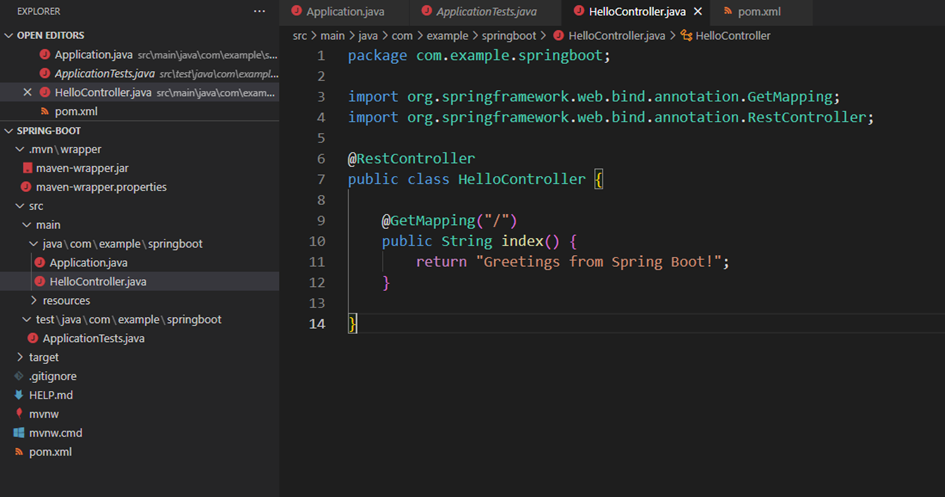 EXPLORER ...
OPEN EDITORS
Application.java src\main\java\com\example\s...
ApplicationTests.java src\test\java\com\exampl...
HelloController.java src\main\java\com\exam...
pom.xml
SPRING-BOOT
.mvn\wrapper
maven-wrapper.jar
maven-wrapper.properties
src
main
java\com\example\springboot
Application.java
HelloController.java
resources
test\java\com\example\springboot
ApplicationTests.java
target
.gitignore
HELP.md
mvnw
mvnw.cmd
pom.xml
Application.java ApplicationTests.java HelloController.java pom.xml
src > main > java > com > example > springboot > HelloController.java > HelloController
1 package com.example.springboot;
2
3 import org.springframework.web.bind.annotation.GetMapping;
4 import org.springframework.web.bind.annotation.RestController;
5
6 @RestController
7 public class HelloController {
8
9 @GetMapping("/")
10 public String index() {
11 return "Greetings from Spring Boot!";
12 }
13
14 }